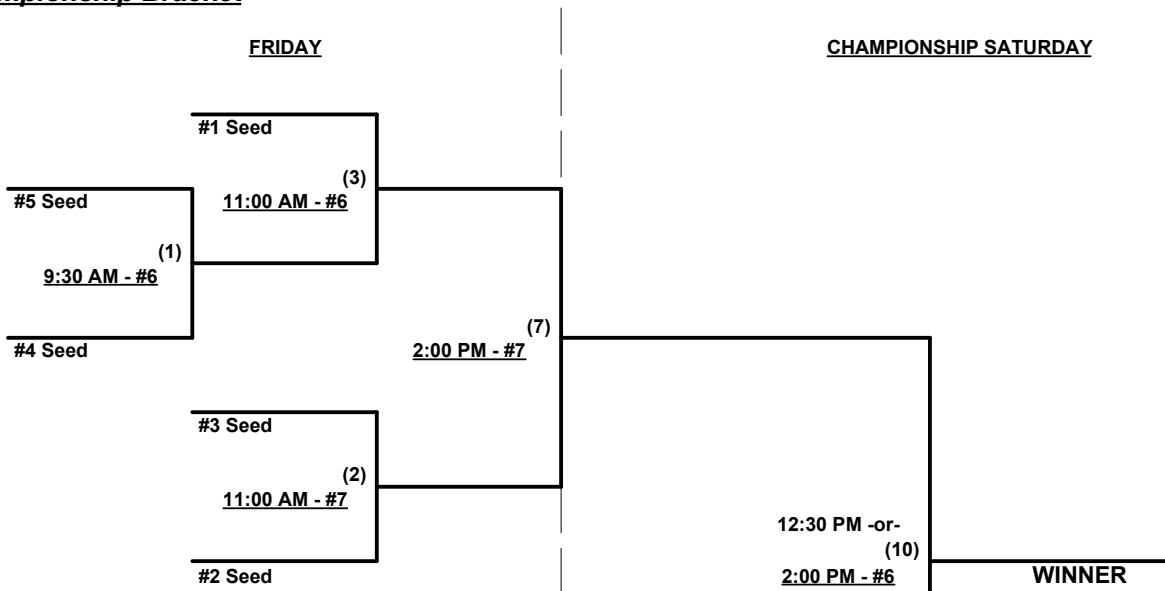 FRIDAY
CHAMPIONSHIP SATURDAY
#1 Seed
(3)
11:00 AM - #6
#5 Seed
(1)
9:30 AM - #6
#4 Seed
(7)
2:00 PM - #7
#3 Seed
(2)
11:00 AM - #7
#2 Seed
12:30 PM -or-
(10)
2:00 PM - #6
WINNER